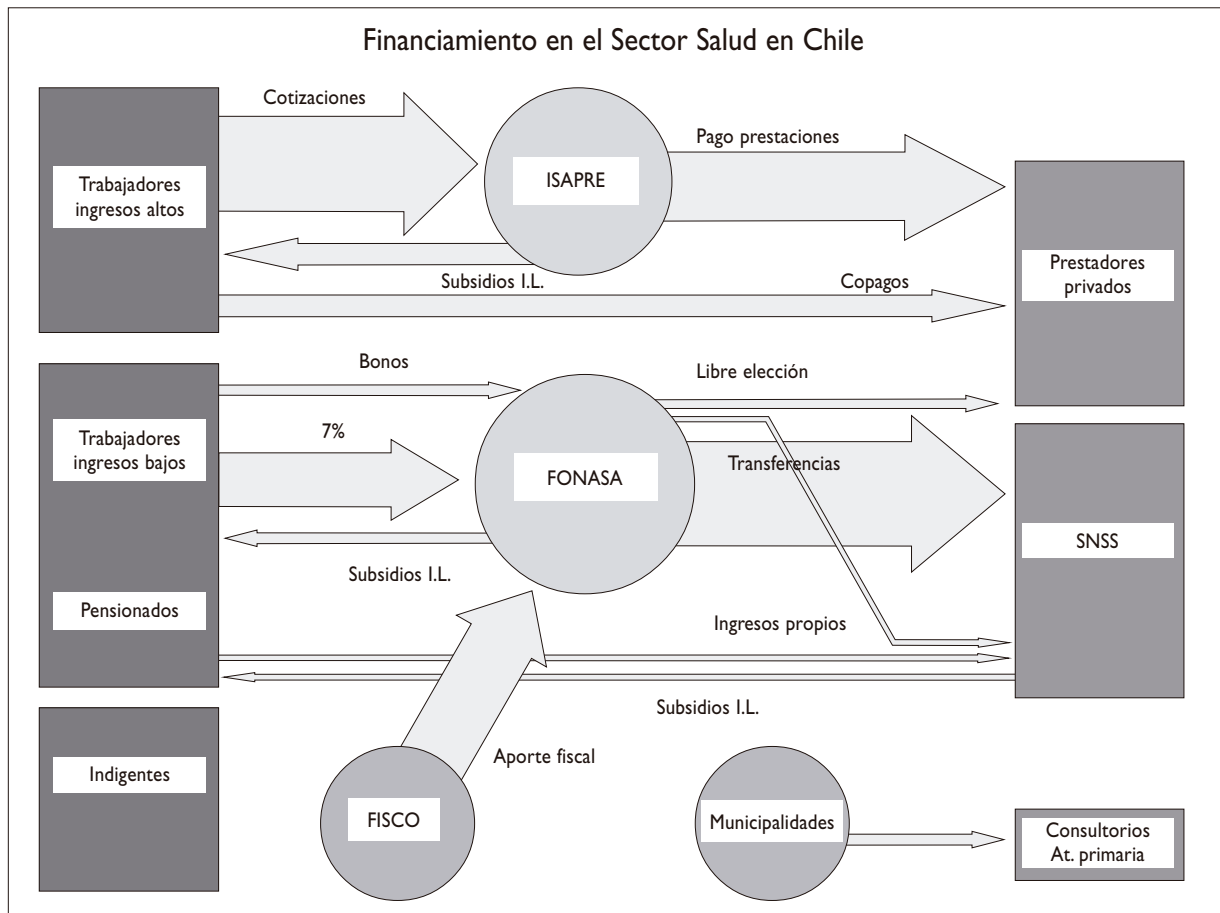 Financiamiento en el Sector Salud en Chile
Cotizaciones
Pago prestaciones
Trabajadores
ingresos altos
ISAPRE
Prestadores
privados
Subsidios I.L.
Copagos
Bonos
Libre elección
7%
Trabajadores
ingresos bajos
FONASA
Transferencias
SNSS
Subsidios I.L.
Pensionados
Ingresos propios
Subsidios I.L.
Aporte fiscal
Indigentes
FISCO
Municipalidades
Consultorios
At. primaria